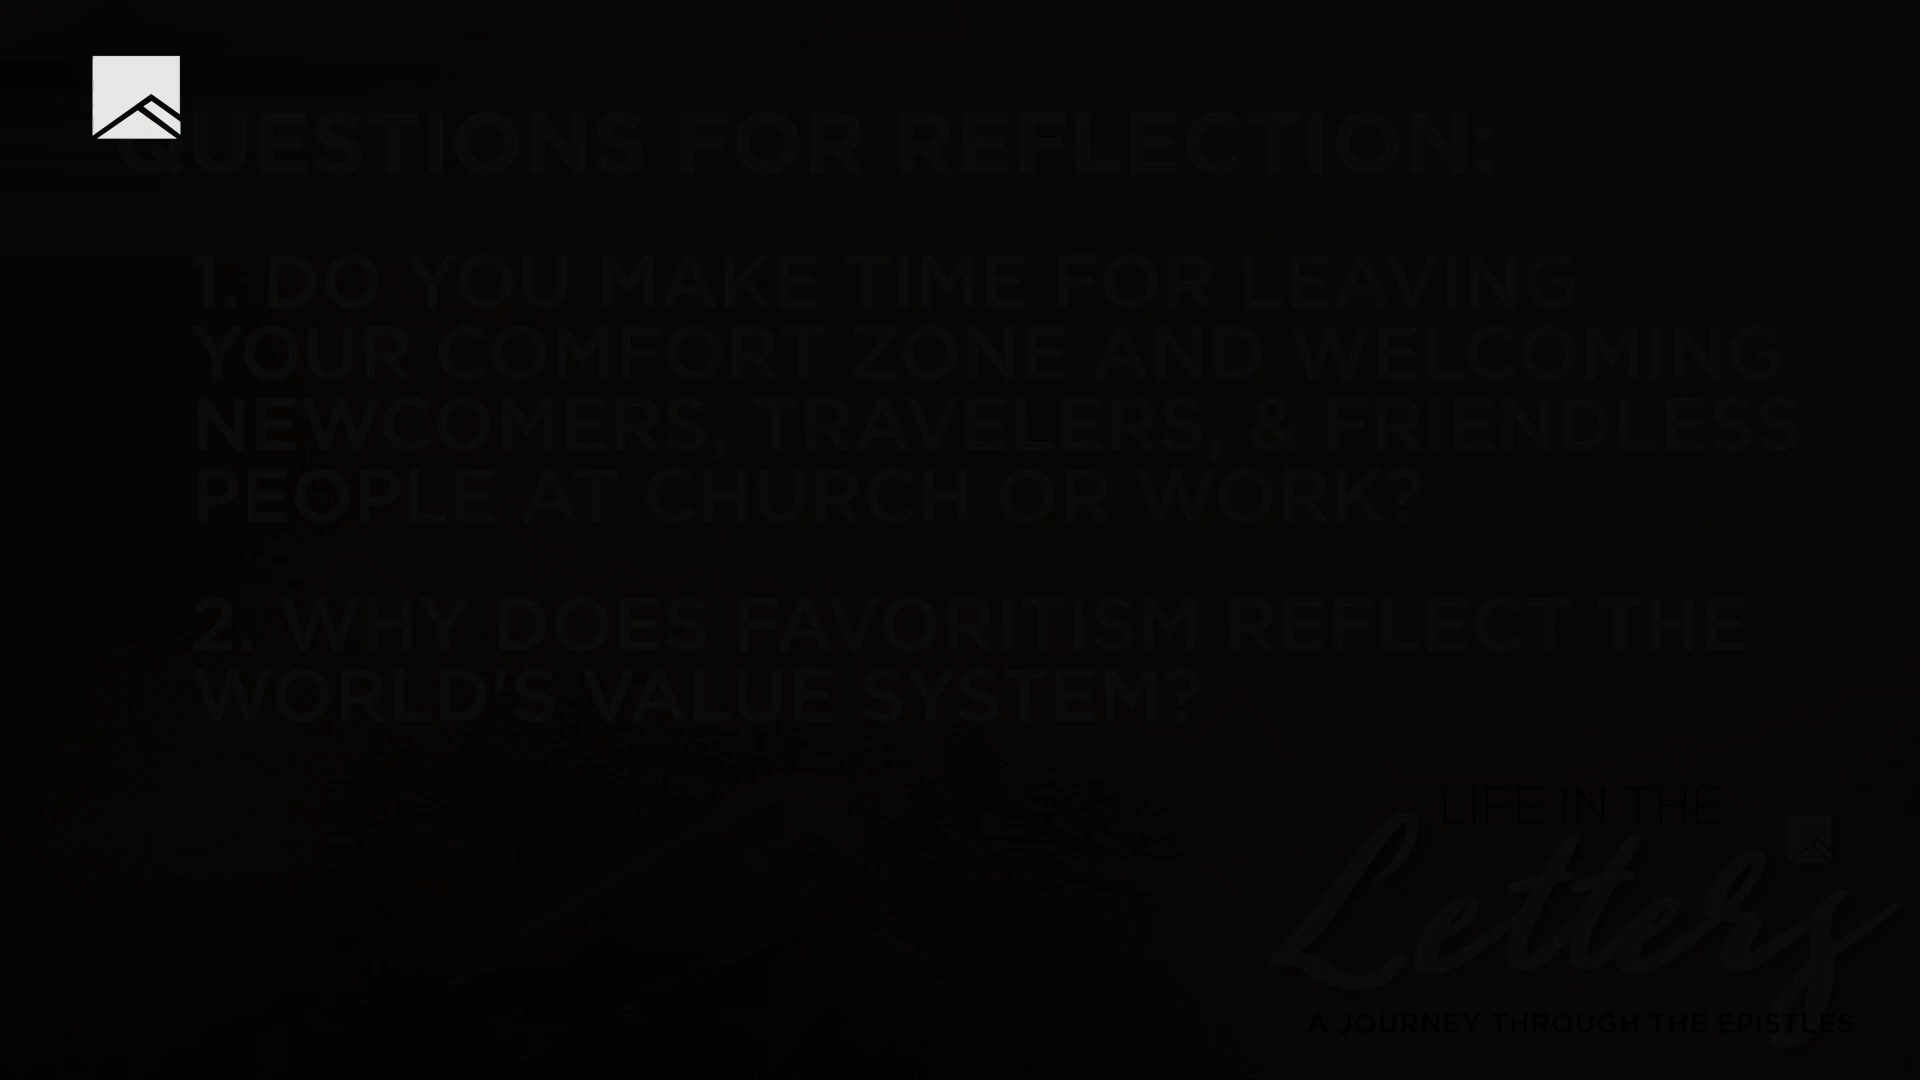 QUESTIONS FOR REFLECTION:
1. DO YOU MAKE TIME FOR LEAVING
YOUR COMFORT ZONE AND WELCOMING
NEWCOMERS, TRAVELERS, & FRIENDLESS
PEOPLE AT CHURCH OR WORK?
2. WHY DOES FAVORITISM REFLECT THE
WORLD'S VALUE SYSTEM?
LIFE IN THE
Letters
A JOURNEY THROUGH THE EPISTLES